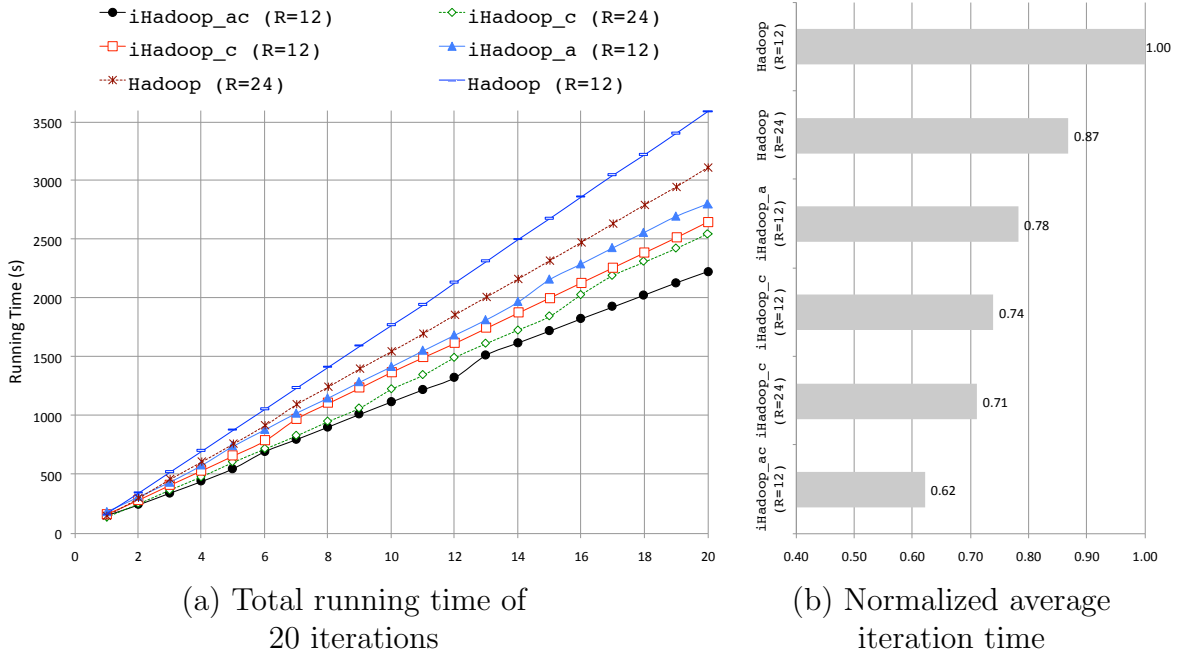 iHadoop_ac (R=12)
iHadoop_c (R=24)
iHadoop_c (R=12)
iHadoop_a (R=12)
Hadoop (R=24)
Hadoop (R=12)
Running Time (s)
3500
3000
2500
2000
1500
1000
500
0
0 2 4 6 8 10 12 14 16 18 20
(a) Total running time of
20 iterations
Hadoop
(R=12)
1.00
Hadoop
(R=24)
0.87
iHadoop_a
(R=12)
0.78
iHadoop_c
(R=12)
0.74
iHadoop_c
(R=24)
0.71
iHadoop_ac
(R=12)
0.62
0.40 0.50 0.60 0.70 0.80 0.90 1.00
(b) Normalized average
iteration time